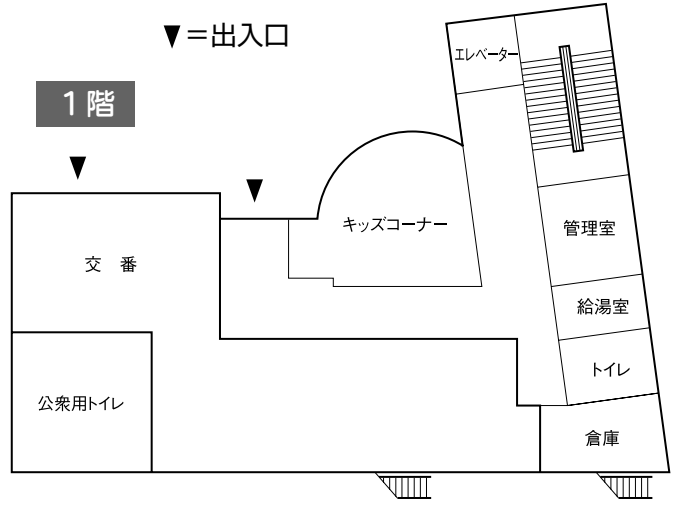 ▼＝出入口
1階
エレベーター
キッズコーナー
管理室
交　番
給湯室
トイレ
公衆用トイレ
倉庫